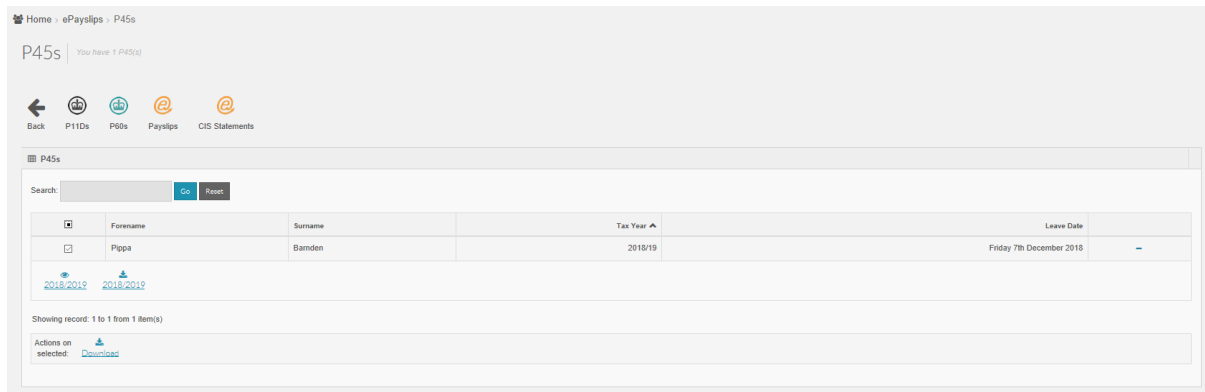 Home > ePayslips > P45s
P45s You have 1 P45(s)
Back P11Ds P60s Payslips CIS Statements
P45s
Search: Go Reset
Forename Surname Tax Year Leave Date
Pippa Barnden 2018/19 Friday 7th December 2018
2018/2019 2018/2019
Showing record: 1 to 1 from 1 item(s)
Actions on
selected: Download